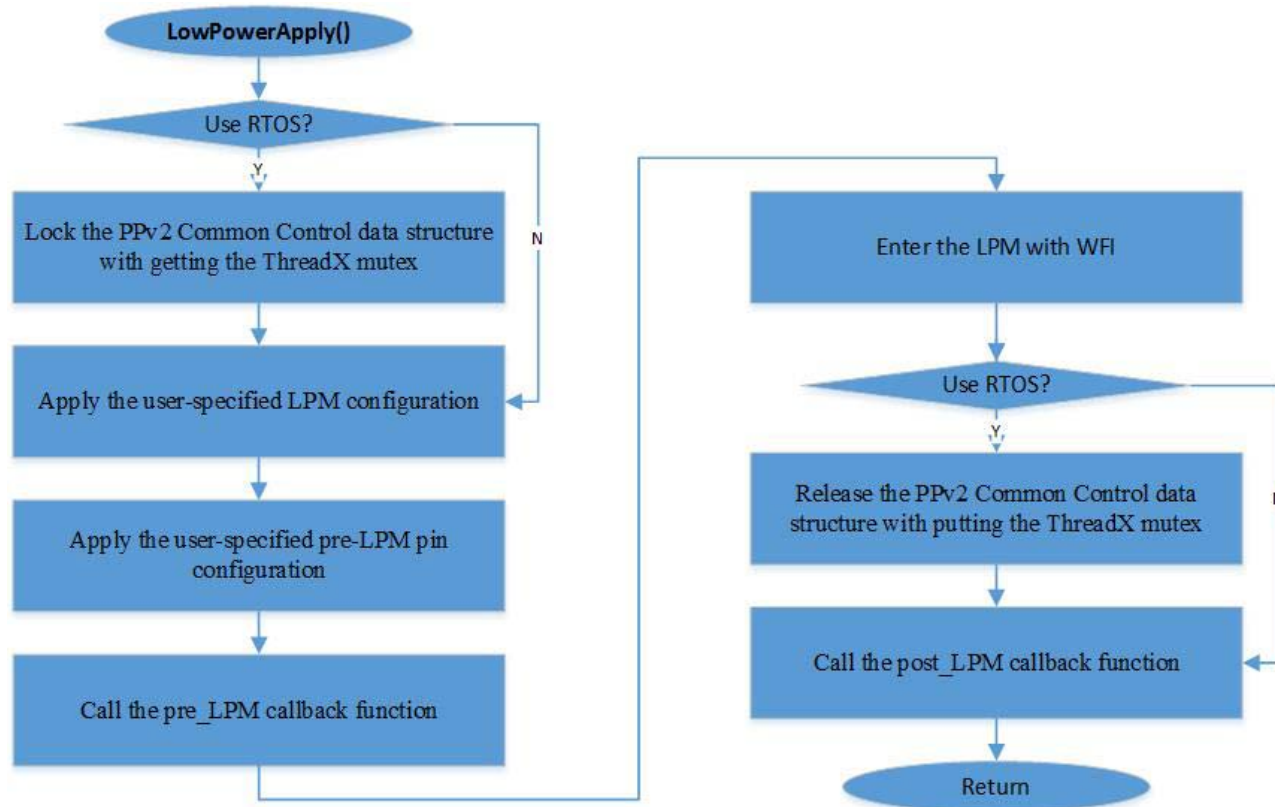 LowPowerApply()
Use RTOS?
Y
N
Lock the PPv2 Common Control data structure
with getting the ThreadX mutex
Apply the user-specified LPM configuration
Apply the user-specified pre-LPM pin
configuration
Call the pre_LPM callback function
Enter the LPM with WFI
Use RTOS?
Y
Release the PPv2 Common Control data
structure with putting the ThreadX mutex
Call the post_LPM callback function
Return